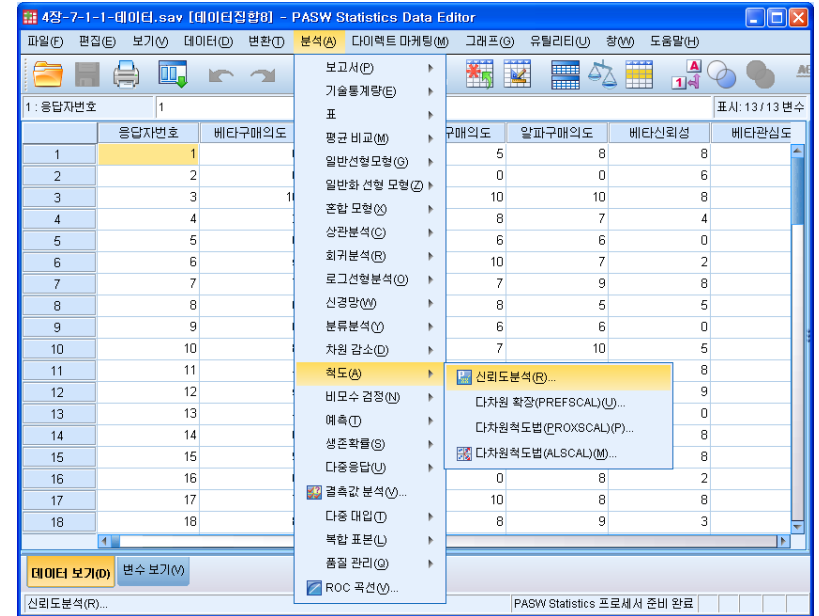 4장-7-1-1-데이터.sav [데이터집합8] - PASW Statistics Data Editor
파일(F) 편집(E) 보기(V) 데이터(D) 변환(T) 분석(A) 다이렉트 마케팅(M) 그래프(G) 유틸리티(U) 창(W) 도움말(H)
1 : 응답자번호 1 표시: 13 / 13 변수
응답자번호 베타구매의도 구매의도 알파구매의도 베타신뢰성 베타관심도
1 1 5 8 8
2 2 0 0 6
3 3 10 10 8
4 4 8 7 4
5 5 6 6 0
6 6 10 7 2
7 7 7 9 8
8 8 8 5 5
9 9 6 6 0
10 10 7 10 5
11 11 8
12 12 9
13 13 0
14 14 8
15 15 8
16 16 0 8 2
17 17 10 8 8
18 18 8 9 3
보고서(P)
기술통계량(E)
표
평균 비교(M)
일반선형모형(G)
일반화 선형 모형(Z)
혼합 모형(X)
상관분석(C)
회귀분석(R)
로그선형분석(O)
신경망(W)
분류분석(Y)
차원 감소(D)
척도(A)
비모수 검정(N)
예측(T)
생존확률(S)
다중응답(U)
결측값 분석(V)...
다중 대입(T)
복합 표본(L)
품질 관리(Q)
ROC 곡선(V)...
신뢰도분석(R)...
다차원 확장(PREFSCAL)(U)...
다차원척도법(PROXSCAL)(P)...
다차원척도법(ALSCAL)(M)...
데이터 보기(D) 변수 보기(V)
신뢰도분석(R)... PASW Statistics 프로세서 준비 완료